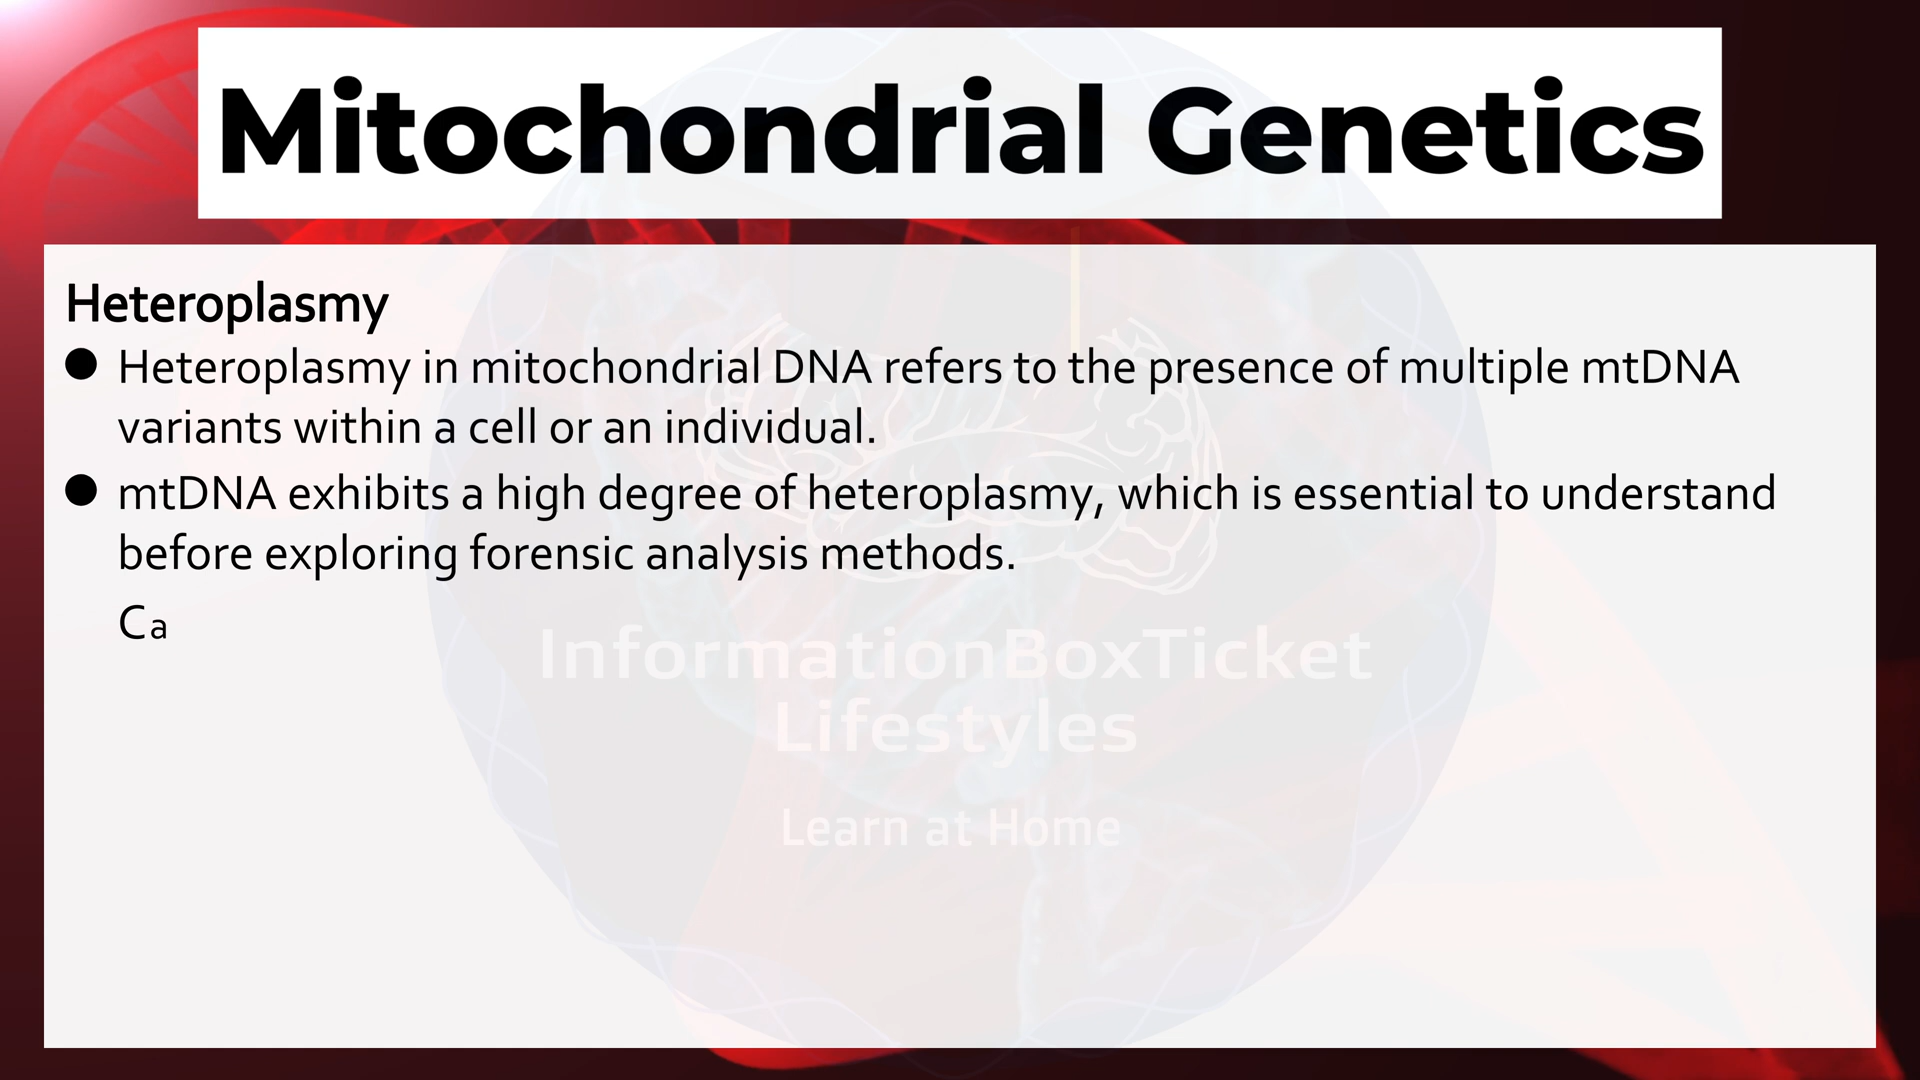 Mitochondrial Genetics
Heteroplasmy
● Heteroplasmy in mitochondrial DNA refers to the presence of multiple mtDNA
variants within a cell or an individual.
● mtDNA exhibits a high degree of heteroplasmy, which is essential to understand
before exploring forensic analysis methods.
Ca
InformationBoxTicket
Lifestyles
Learn at Home